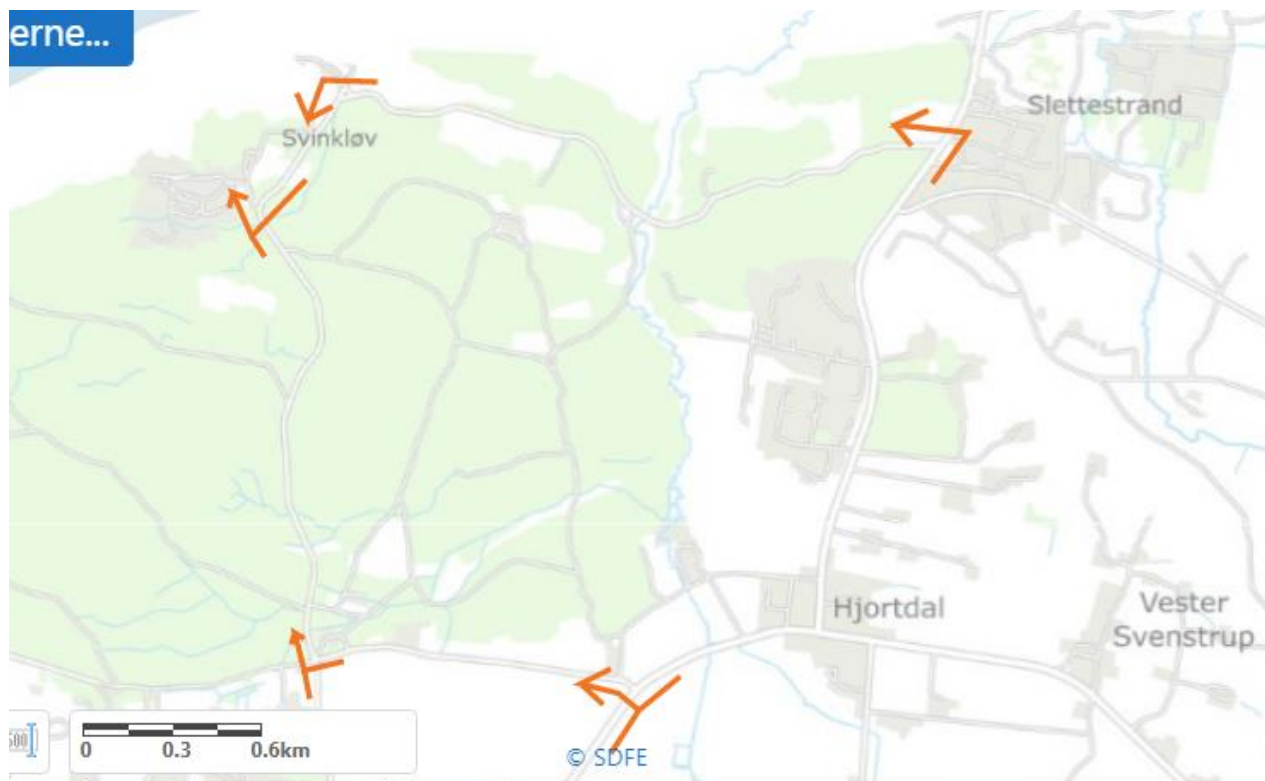 erne...
Slettestrand
Svinkløv
Hjortdal
Vester
Svenstrup
0 0.3 0.6km
© SDFE